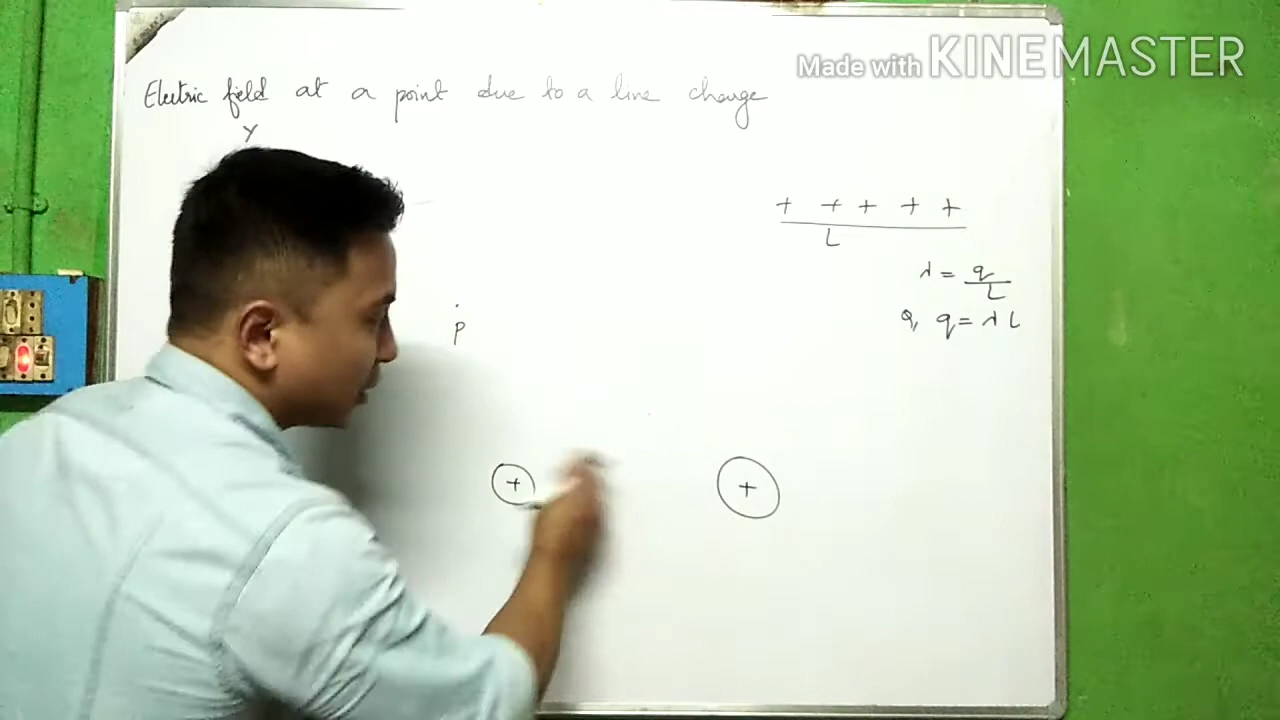 Made with KINEMASTER
Electric field at a point due to a line charge
Y
+ + + + +
L
λ = q/L
q = λ L
P
+ +